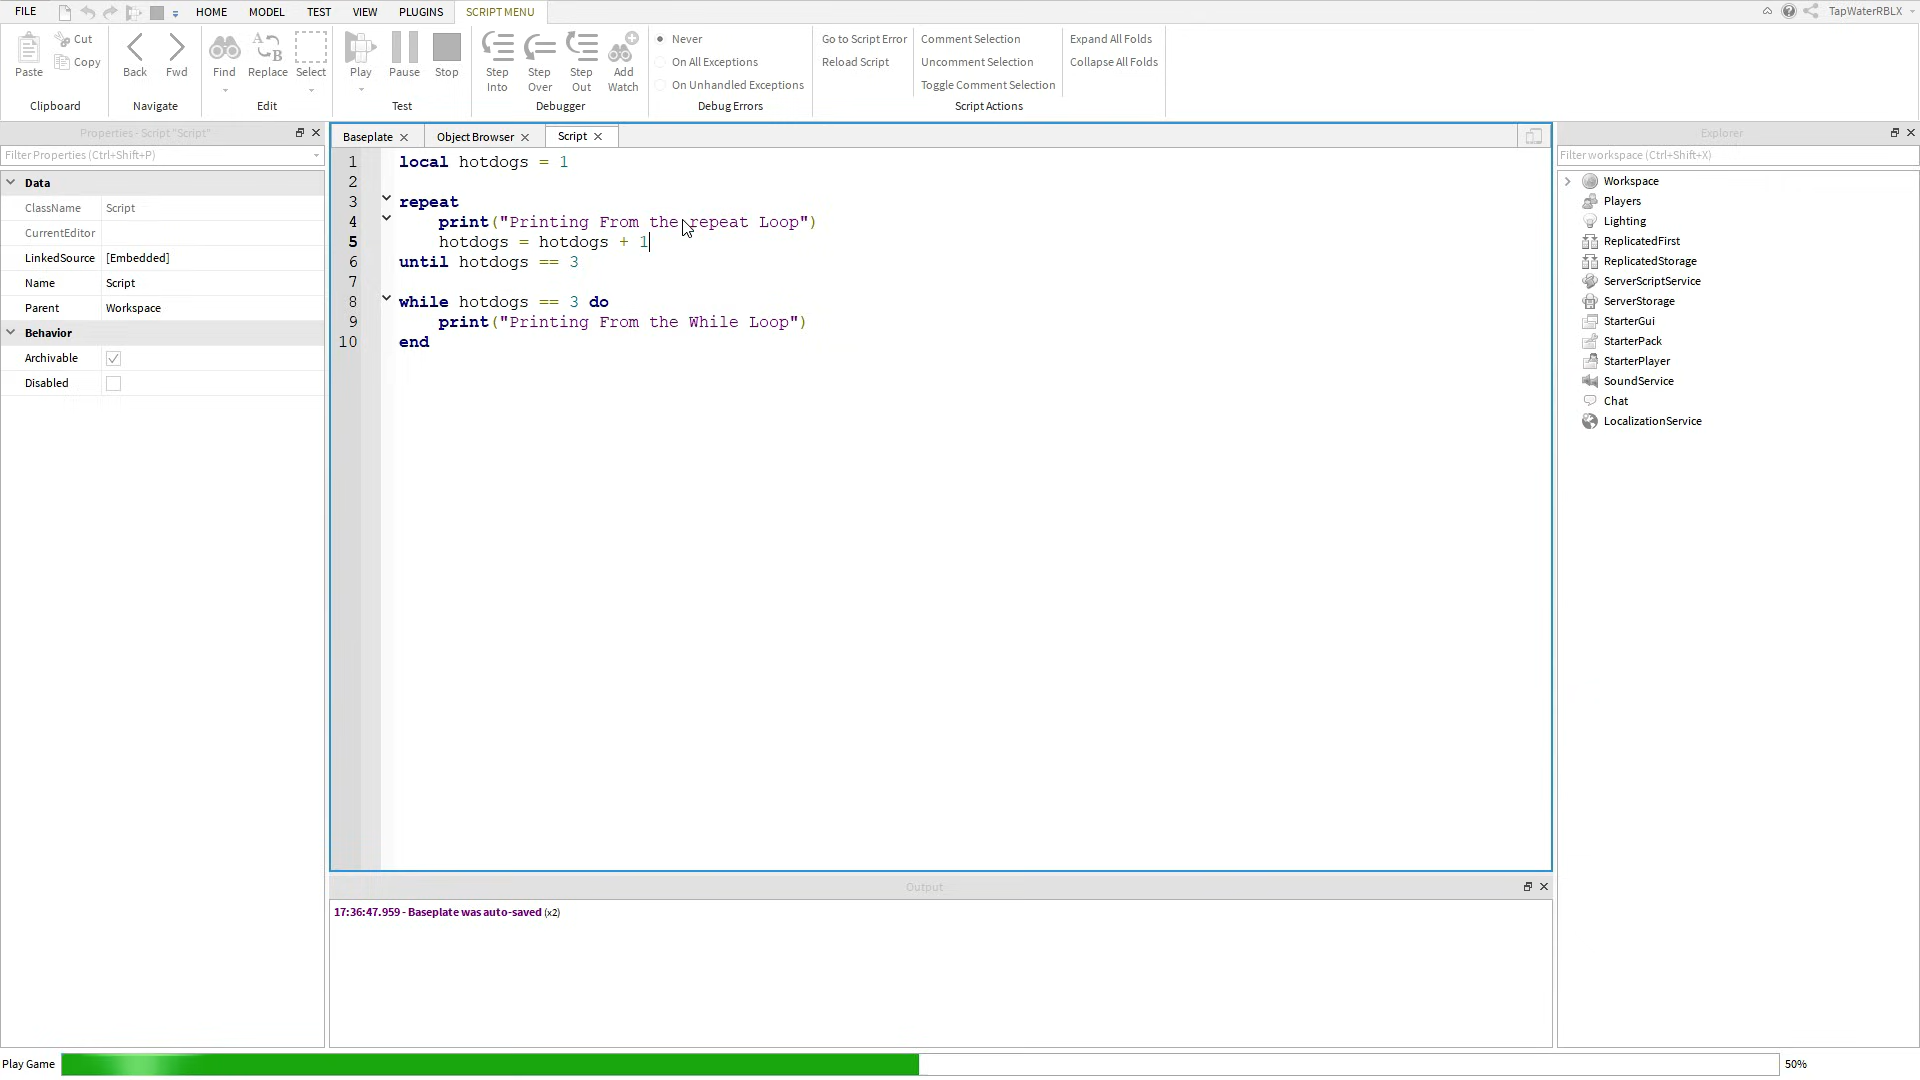 FILE
HOME
MODEL
TEST
VIEW
PLUGINS
SCRIPT MENU
TapWaterRBLX
Paste
Cut
Copy
Clipboard
Back
Fwd
Navigate
Find
Replace
Select
Edit
Play
Pause
Stop
Test
Step Into
Step Over
Step Out
Add Watch
Debugger
Never
On All Exceptions
On Unhandled Exceptions
Debug Errors
Go to Script Error
Reload Script
Comment Selection
Uncomment Selection
Toggle Comment Selection
Script Actions
Expand All Folds
Collapse All Folds
Properties - Script "Script"
Filter Properties (Ctrl+Shift+P)
Data
ClassName Script
CurrentEditor
LinkedSource [Embedded]
Name Script
Parent Workspace
Behavior
Archivable
Disabled
Baseplate
Object Browser
Script
1 local hotdogs = 1
2
3 repeat
4 print("Printing From the repeat Loop")
5 hotdogs = hotdogs + 1
6 until hotdogs == 3
7
8 while hotdogs == 3 do
9 print("Printing From the While Loop")
10 end
Output
17:36:47.959 - Baseplate was auto-saved (x2)
Explorer
Filter workspace (Ctrl+Shift+X)
Workspace
Players
Lighting
ReplicatedFirst
ReplicatedStorage
ServerScriptService
ServerStorage
StarterGui
StarterPack
StarterPlayer
SoundService
Chat
LocalizationService
Play Game
50%